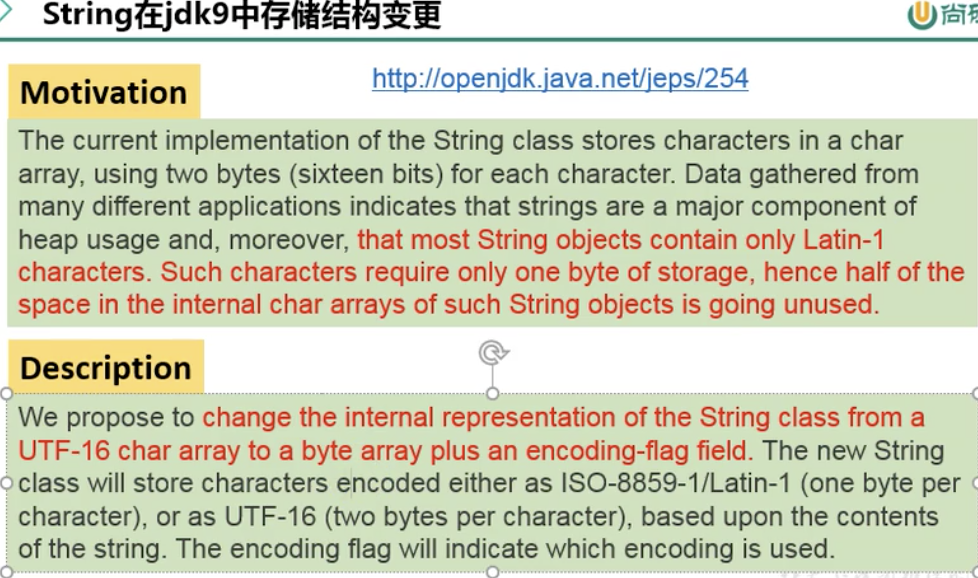 String在jdk9中存储结构变更
尚硅
Motivation
http://openjdk.java.net/jeps/254
The current implementation of the String class stores characters in a char
array, using two bytes (sixteen bits) for each character. Data gathered from
many different applications indicates that strings are a major component of
heap usage and, moreover, that most String objects contain only Latin-1
characters. Such characters require only one byte of storage, hence half of the
space in the internal char arrays of such String objects is going unused.
Description
We propose to change the internal representation of the String class from a
UTF-16 char array to a byte array plus an encoding-flag field. The new String
class will store characters encoded either as ISO-8859-1/Latin-1 (one byte per
character), or as UTF-16 (two bytes per character), based upon the contents
of the string. The encoding flag will indicate which encoding is used.